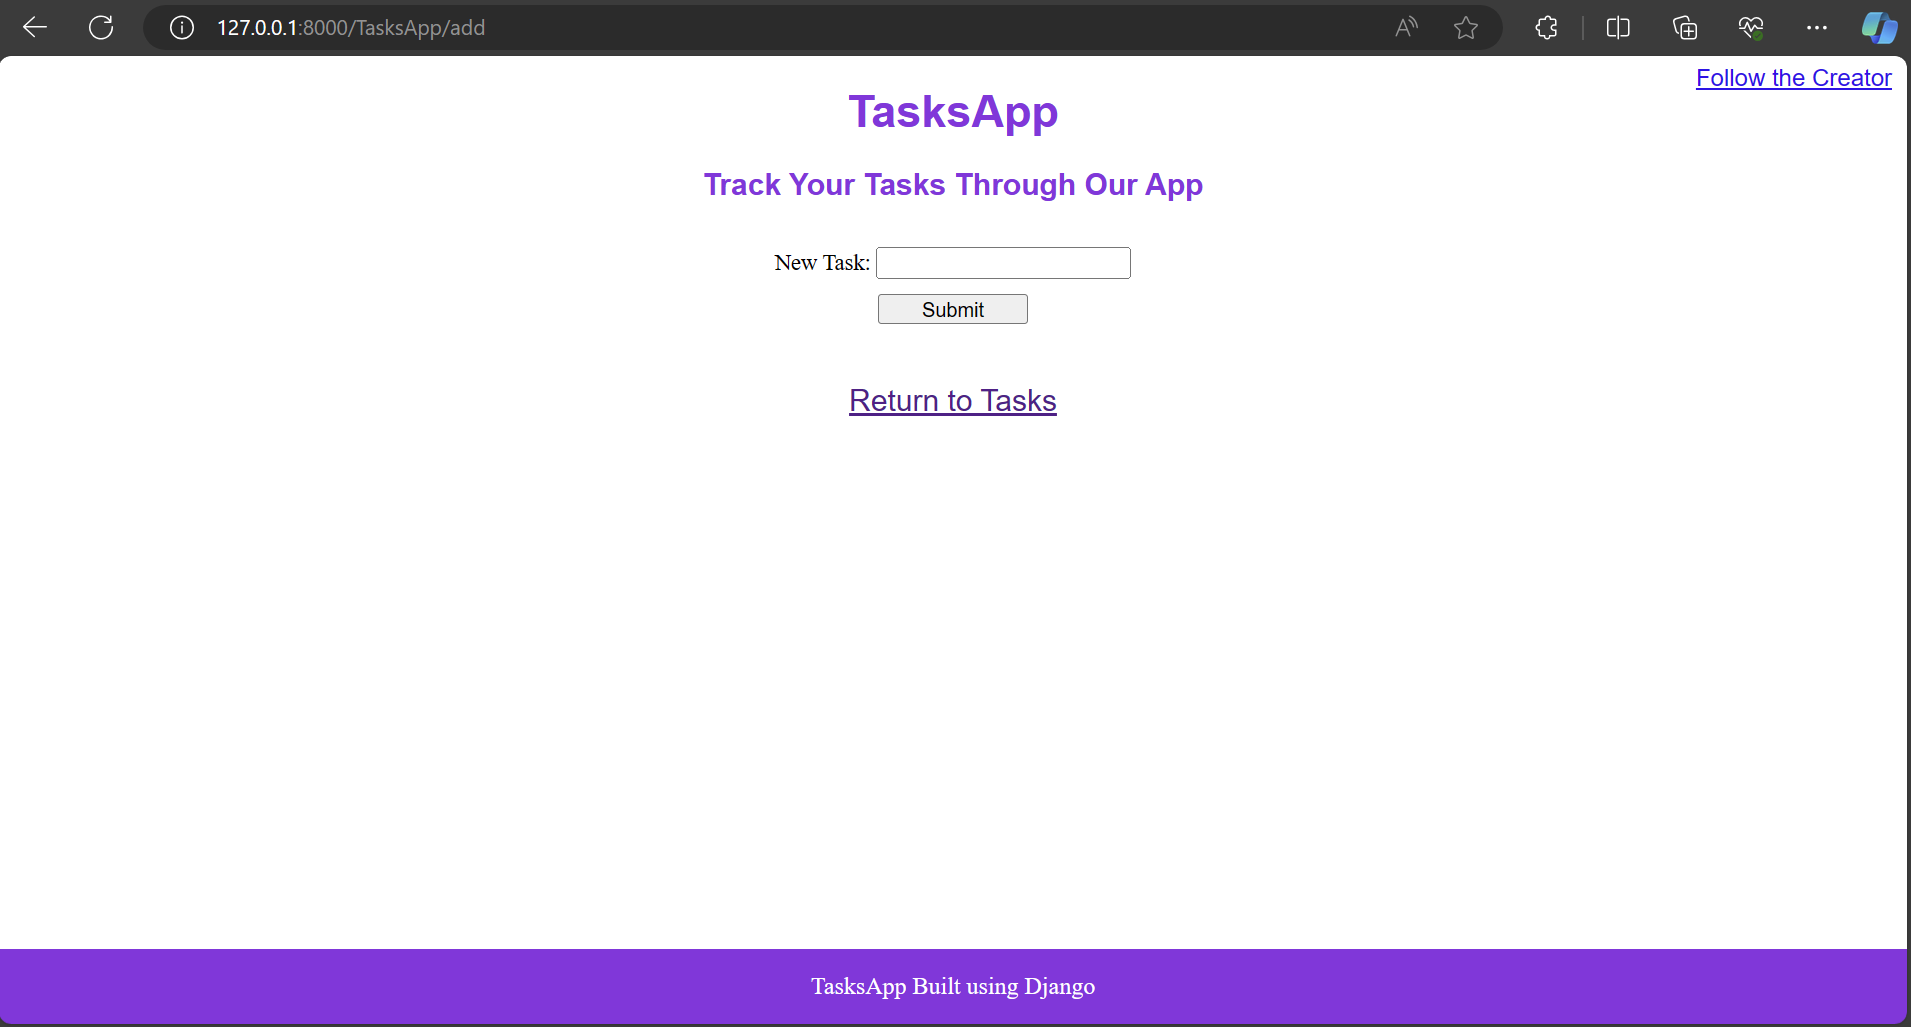 127.0.0.1:8000/TasksApp/add
Follow the Creator
TasksApp
Track Your Tasks Through Our App
New Task:
Submit
Return to Tasks
TasksApp Built using Django